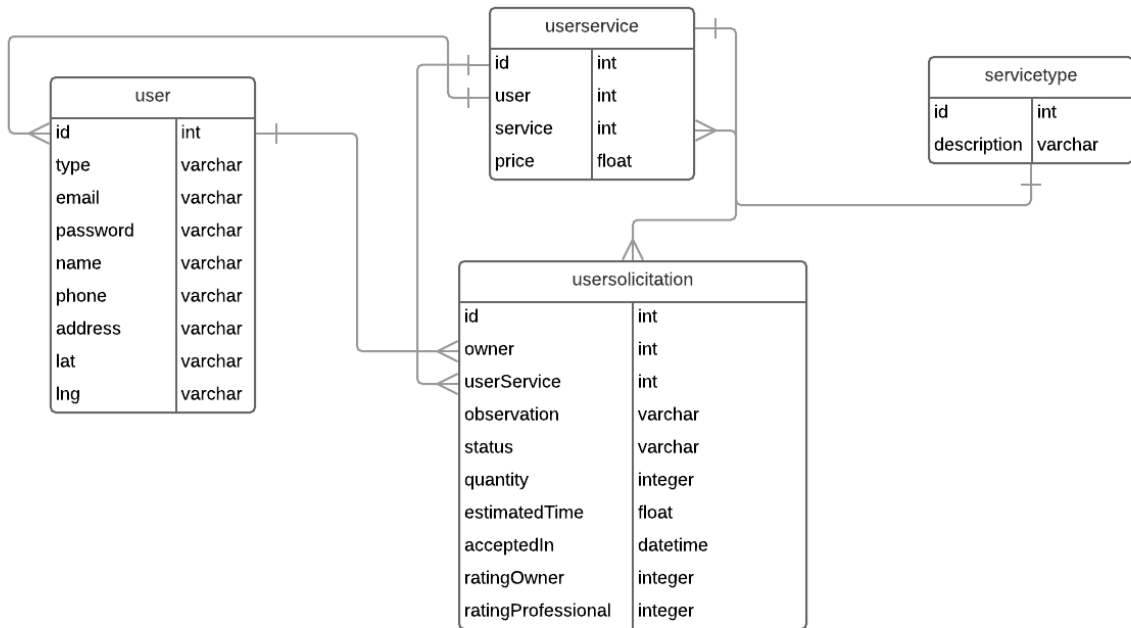 userservice
id int
user int
service int
price float
servicetype
id int
description varchar
user
id int
type varchar
email varchar
password varchar
name varchar
phone varchar
address varchar
lat varchar
lng varchar
usersolicitation
id int
owner int
userService int
observation varchar
status varchar
quantity integer
estimatedTime float
acceptedIn datetime
ratingOwner integer
ratingProfessional integer